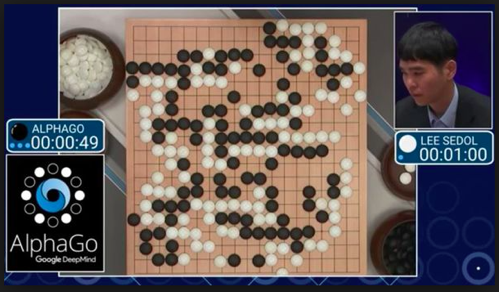 ALPHAGO
00:00:49
LEE SEDOL
00:01:00
AlphaGo
Google DeepMind